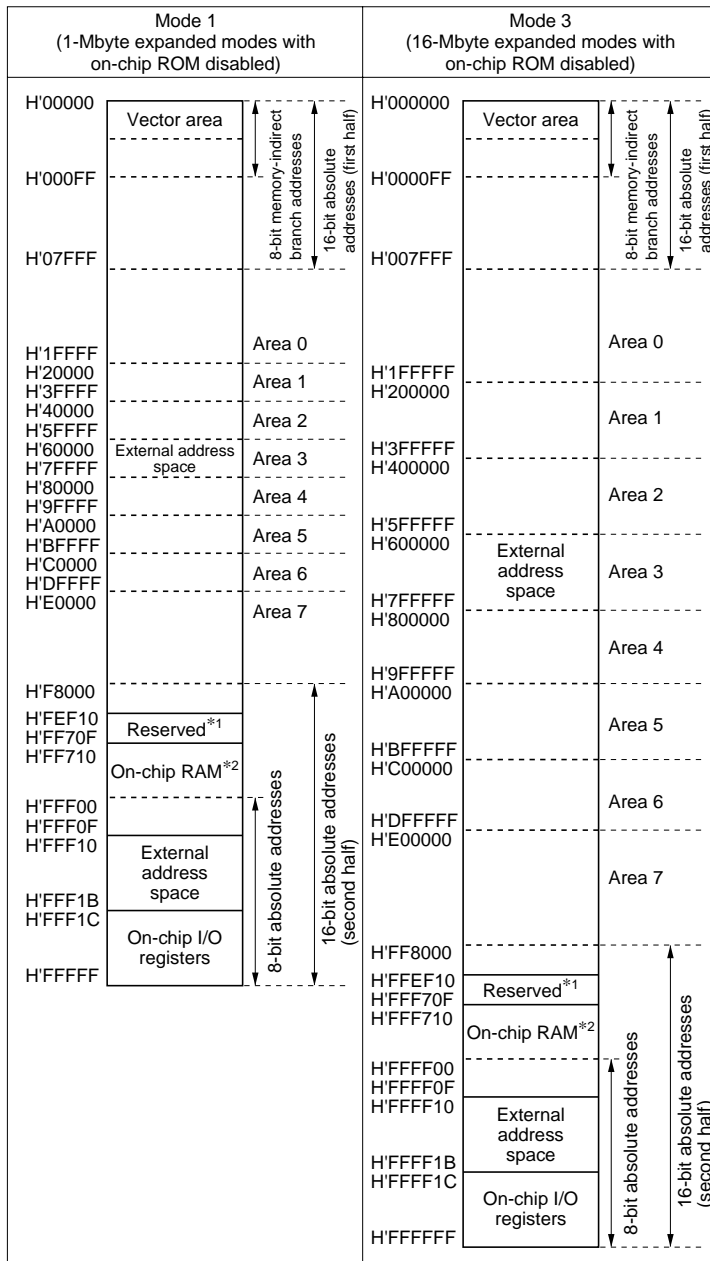 Mode 1
(1-Mbyte expanded modes with
on-chip ROM disabled)
H'00000
Vector area
H'000FF
H'07FFF
8-bit memory-indirect
branch addresses
16-bit absolute
addresses (first half)
H'1FFFF
Area 0
H'20000
H'3FFFF
Area 1
H'40000
H'5FFFF
Area 2
H'60000
H'7FFFF
External address
space
Area 3
H'80000
H'9FFFF
Area 4
H'A0000
H'BFFFF
Area 5
H'C0000
H'DFFFF
Area 6
H'E0000
Area 7
H'F8000
H'FEF10
H'FF70F
Reserved*1
H'FF710
On-chip RAM*2
H'FFF00
H'FFF0F
H'FFF10
External
address
space
H'FFF1B
H'FFF1C
On-chip I/O
registers
H'FFFFF
8-bit absolute addresses
16-bit absolute addresses
(second half)
Mode 3
(16-Mbyte expanded modes with
on-chip ROM disabled)
H'000000
Vector area
H'0000FF
H'007FFF
8-bit memory-indirect
branch addresses
16-bit absolute
addresses (first half)
Area 0
H'1FFFFF
H'200000
Area 1
H'3FFFFF
H'400000
Area 2
H'5FFFFF
H'600000
External
address
space
Area 3
H'7FFFFF
H'800000
Area 4
H'9FFFFF
H'A00000
Area 5
H'BFFFFF
H'C00000
Area 6
H'DFFFFF
H'E00000
Area 7
H'FF8000
H'FFEF10
H'FFF70F
Reserved*1
H'FFF710
On-chip RAM*2
H'FFFF00
H'FFFF0F
H'FFFF10
External
address
space
H'FFFF1B
H'FFFF1C
On-chip I/O
registers
H'FFFFFF
8-bit absolute addresses
16-bit absolute addresses
(second half)